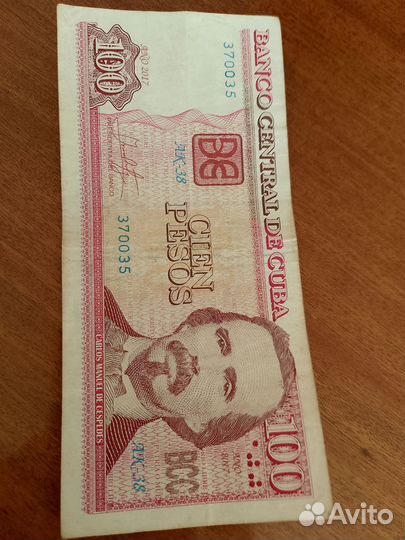 BANCO CENTRAL DE CUBA
100
AÑO 2017
370035
AK-38
370035
CIEN
PESOS
CARLOS MANUEL DE CESPEDES
AK-38
BCC
100
Avito